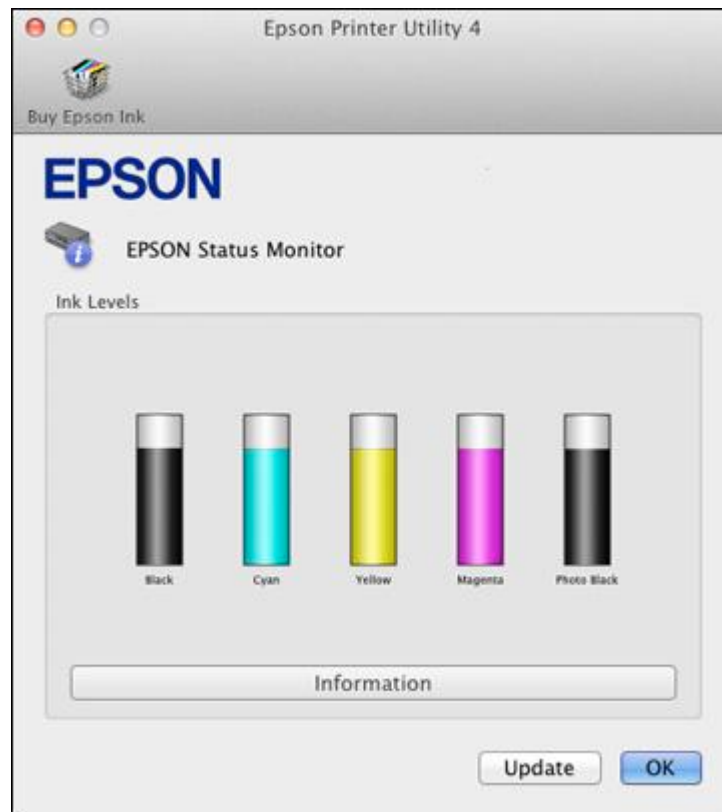 Epson Printer Utility 4
Buy Epson Ink
EPSON
EPSON Status Monitor
Ink Levels
Black Cyan Yellow Magenta Photo Black
Information
Update OK